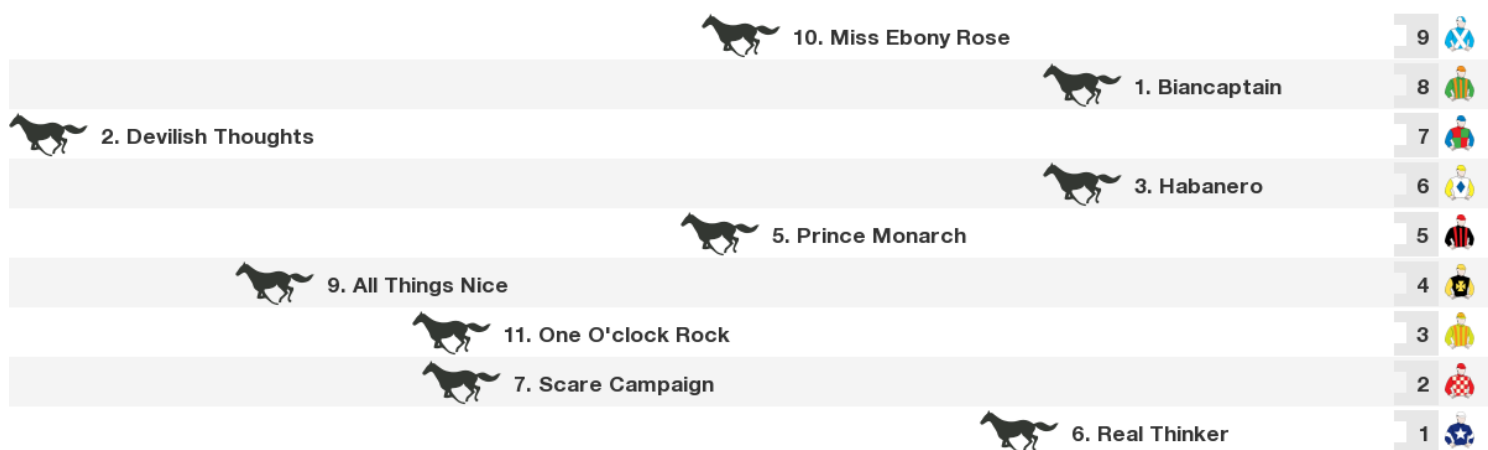 10. Miss Ebony Rose 9
1. Biancaptain 8
2. Devilish Thoughts 7
3. Habanero 6
5. Prince Monarch 5
9. All Things Nice 4
11. One O'clock Rock 3
7. Scare Campaign 2
6. Real Thinker 1